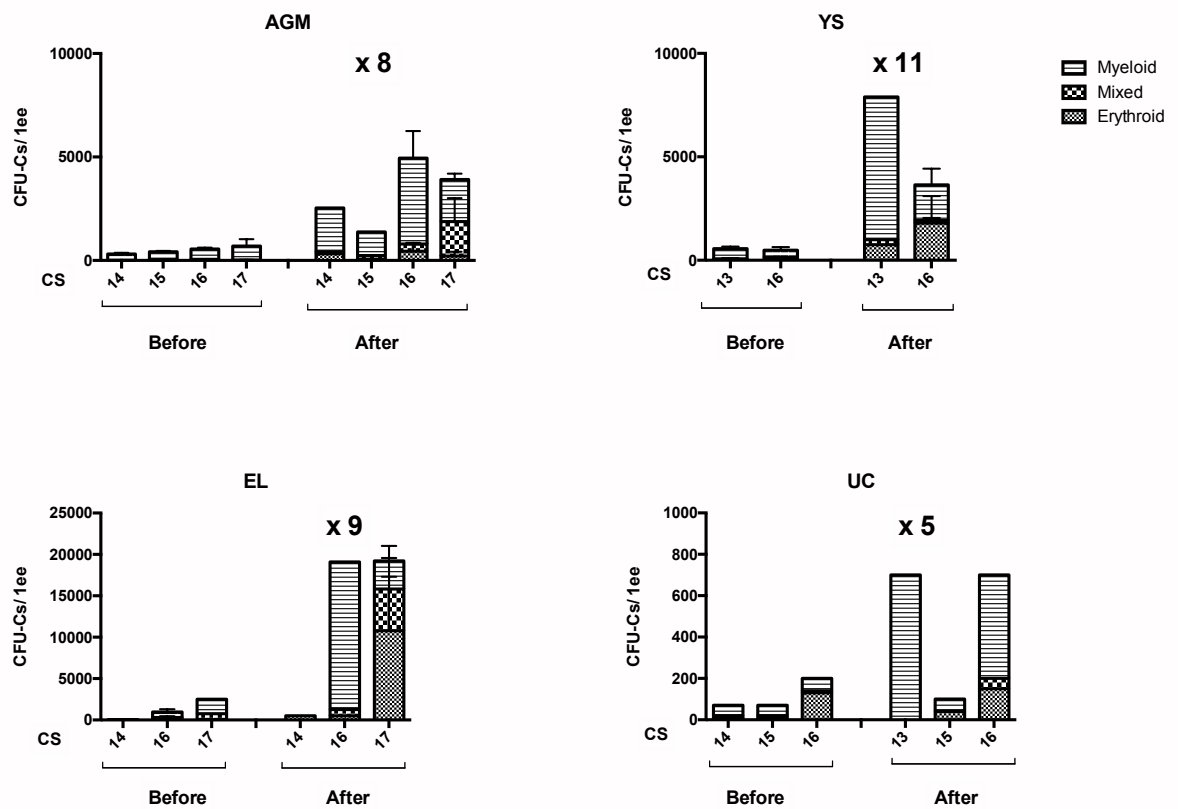 AGM
x 8
CFU-Cs/ 1ee
10000
5000
0
CS
14 15 16 17 14 15 16 17
Before After
YS
x 11
CFU-Cs/ 1ee
10000
5000
0
CS
13 16 13 16
Before After
Myeloid
Mixed
Erythroid
EL
x 9
CFU-Cs/ 1ee
25000
20000
15000
10000
5000
0
CS
14 16 17 14 16 17
Before After
UC
x 5
CFU-Cs/ 1ee
1000
800
600
400
200
0
CS
14 15 16 13 15 16
Before After